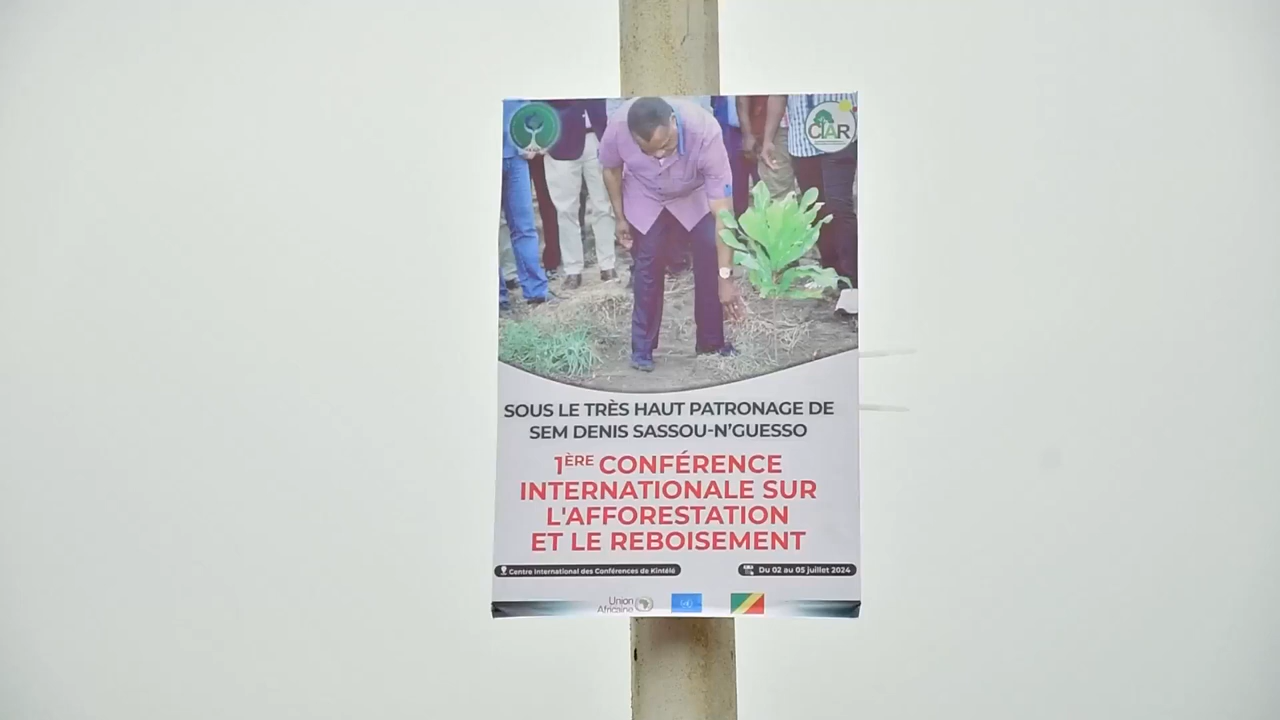 CIAR
SOUS LE TRÈS HAUT PATRONAGE DE
SEM DENIS SASSOU-N'GUESSO
1ÈRE CONFÉRENCE
INTERNATIONALE SUR
L'AFFORESTATION
ET LE REBOISEMENT
Centre International des Conférences de Kintélé
Du 02 au 05 juillet 2024
Union
Africaine